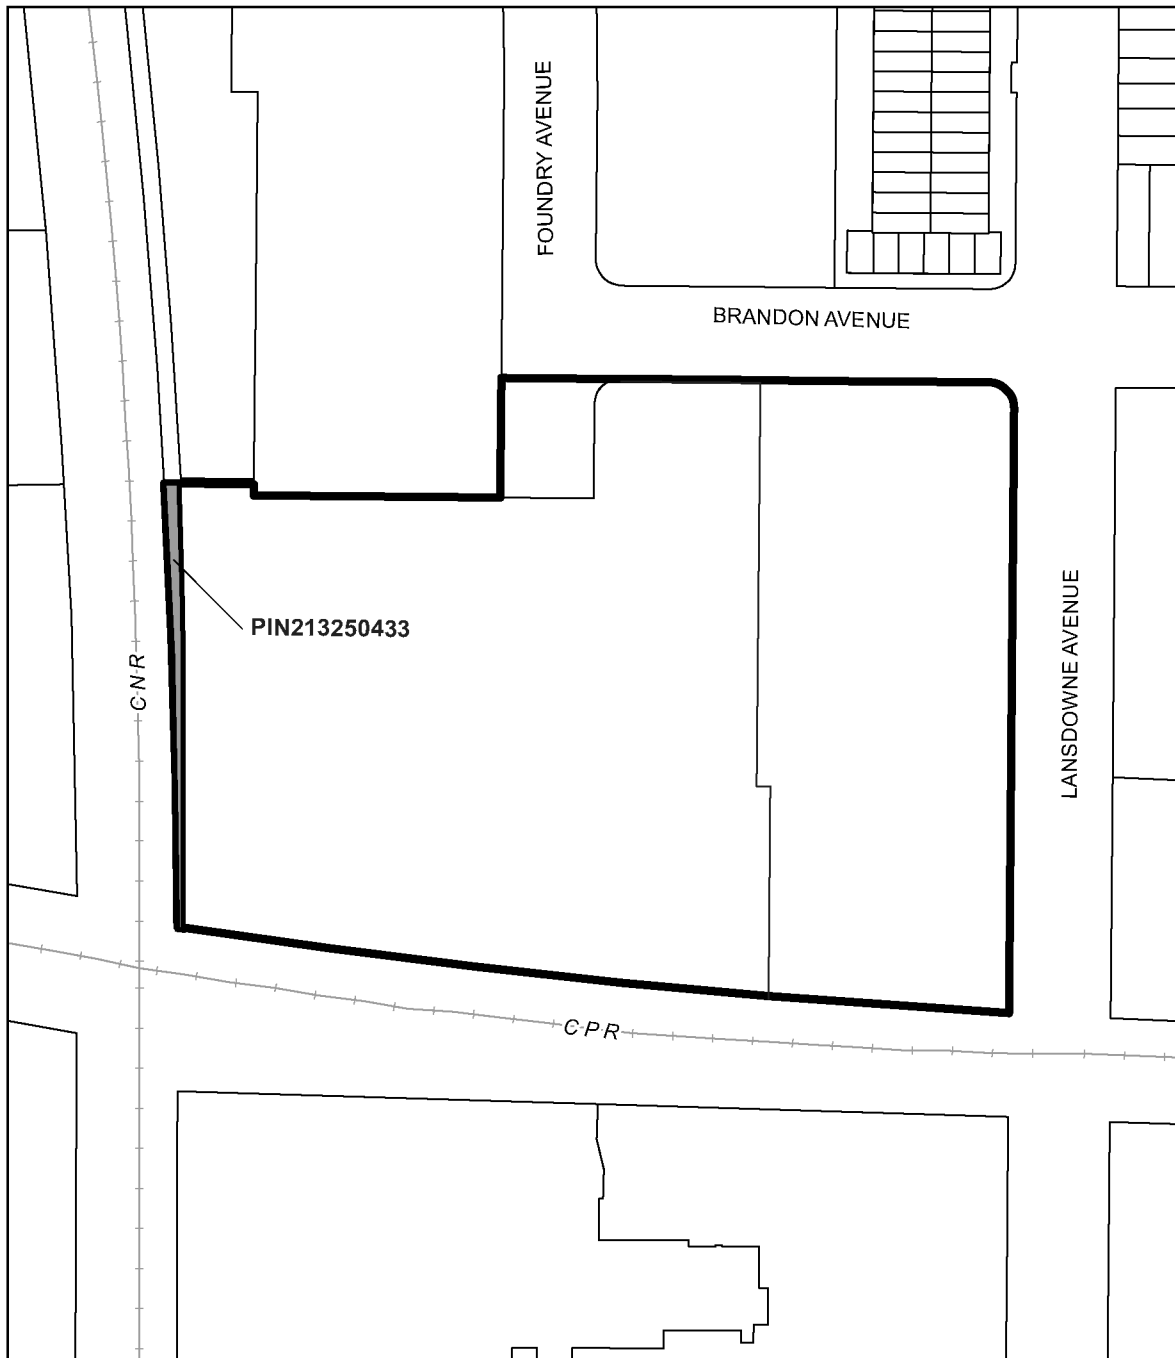 FOUNDRY AVENUE
BRANDON AVENUE
PIN213250433
C-N-R
LANSDOWNE AVENUE
C-P-R